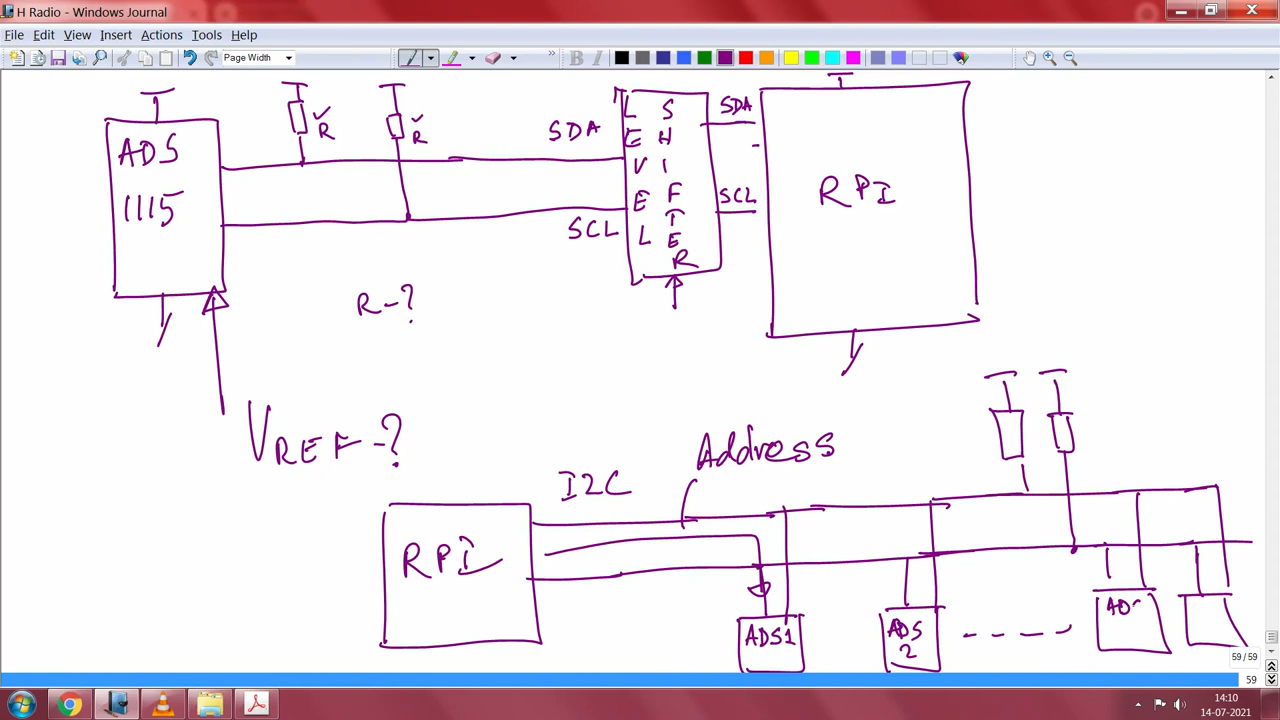 H Radio - Windows Journal
File Edit View Insert Actions Tools Help
Page Width
ADS
1115
R
R
SDA
SCL
LEVEL
SHIFTER
SDA
SCL
RPI
R-?
VREF-?
Address
I2C
RPI
ADS1
ADS
2
59 / 59
59
14:10
14-07-2021